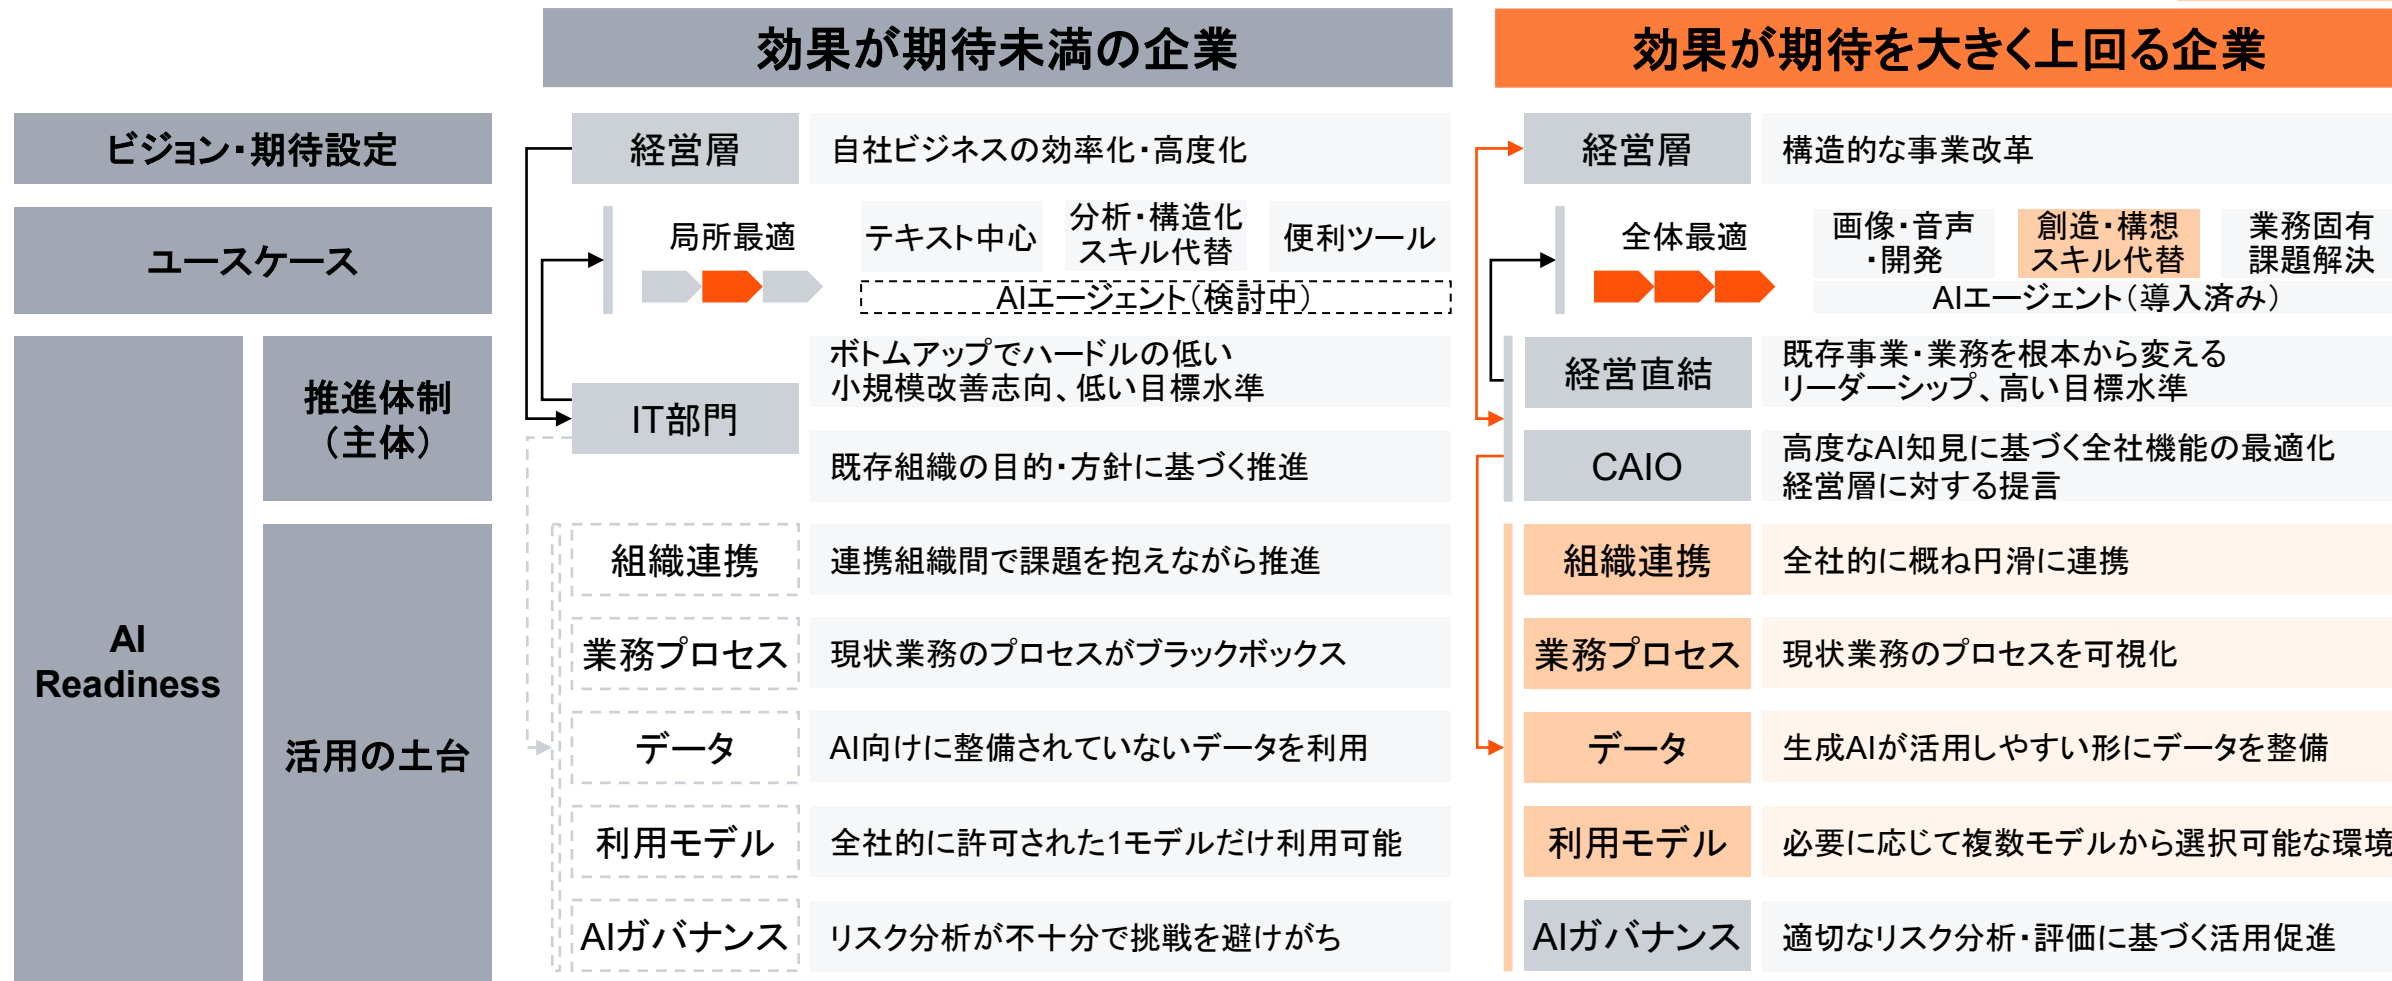 効果が期待未満の企業
効果が期待を大きく上回る企業
ビジョン・期待設定
経営層
自社ビジネスの効率化・高度化
経営層
構造的な事業改革
ユースケース
局所最適
テキスト中心
分析・構造化
スキル代替
便利ツール
AIエージェント（検討中）
全体最適
画像・音声
・開発
創造・構想
スキル代替
業務固有
課題解決
AIエージェント（導入済み）
AI
Readiness
推進体制
（主体）
IT部門
ボトムアップでハードルの低い
小規模改善志向、低い目標水準
既存組織の目的・方針に基づく推進
経営直結
既存事業・業務を根本から変える
リーダーシップ、高い目標水準
CAIO
高度なAI知見に基づく全社機能の最適化
経営層に対する提言
活用の土台
組織連携
連携組織間で課題を抱えながら推進
組織連携
全社的に概ね円滑に連携
業務プロセス
現状業務のプロセスがブラックボックス
業務プロセス
現状業務のプロセスを可視化
データ
AI向けに整備されていないデータを利用
データ
生成AIが活用しやすい形にデータを整備
利用モデル
全社的に許可された1モデルだけ利用可能
利用モデル
必要に応じて複数モデルから選択可能な環境
AIガバナンス
リスク分析が不十分で挑戦を避けがち
AIガバナンス
適切なリスク分析・評価に基づく活用促進